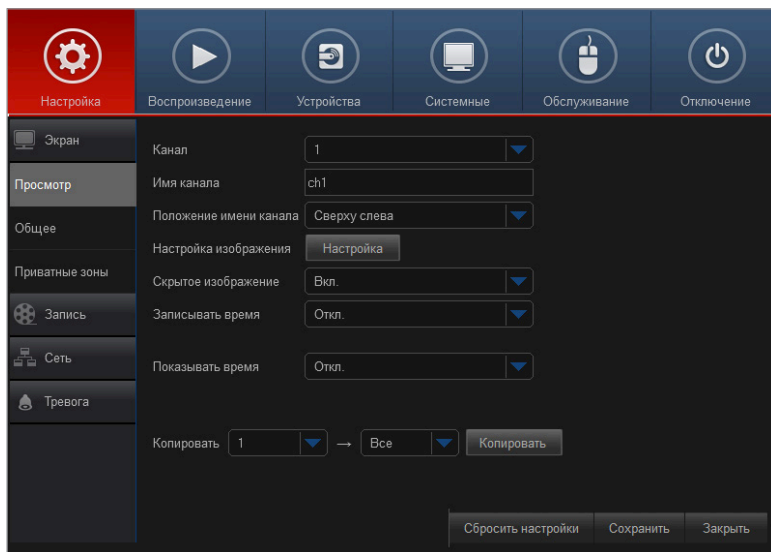 Настройка Воспроизведение Устройства Системные Обслуживание Отключение
Экран
Просмотр
Общее
Приватные зоны
Запись
Сеть
Тревога
Канал 1
Имя канала ch1
Положение имени канала Сверху слева
Настройка изображения Настройка
Скрытое изображение Вкл.
Записывать время Откл.
Показывать время Откл.
Копировать 1 → Все Копировать
Сбросить настройки Сохранить Закрыть